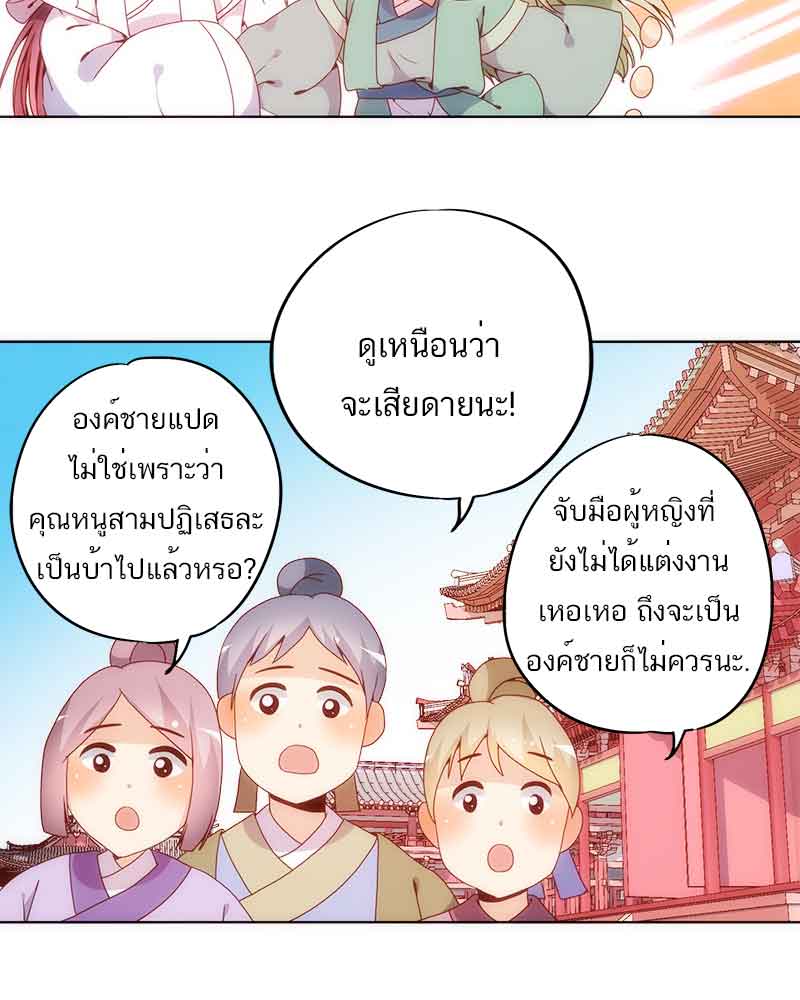 ดูเหนือนว่า
จะเสียดายนะ!
องค์ชายแปด
ไม่ใช่เพราะว่า
คุณหนูสามปฏิเสธละ
เป็นบ้าไปแล้วหรอ?
จับมือผู้หญิงที่
ยังไม่ได้แต่งงาน
เหอเหอ ถึงจะเป็น
องค์ชายก็ไม่ควรนะ.